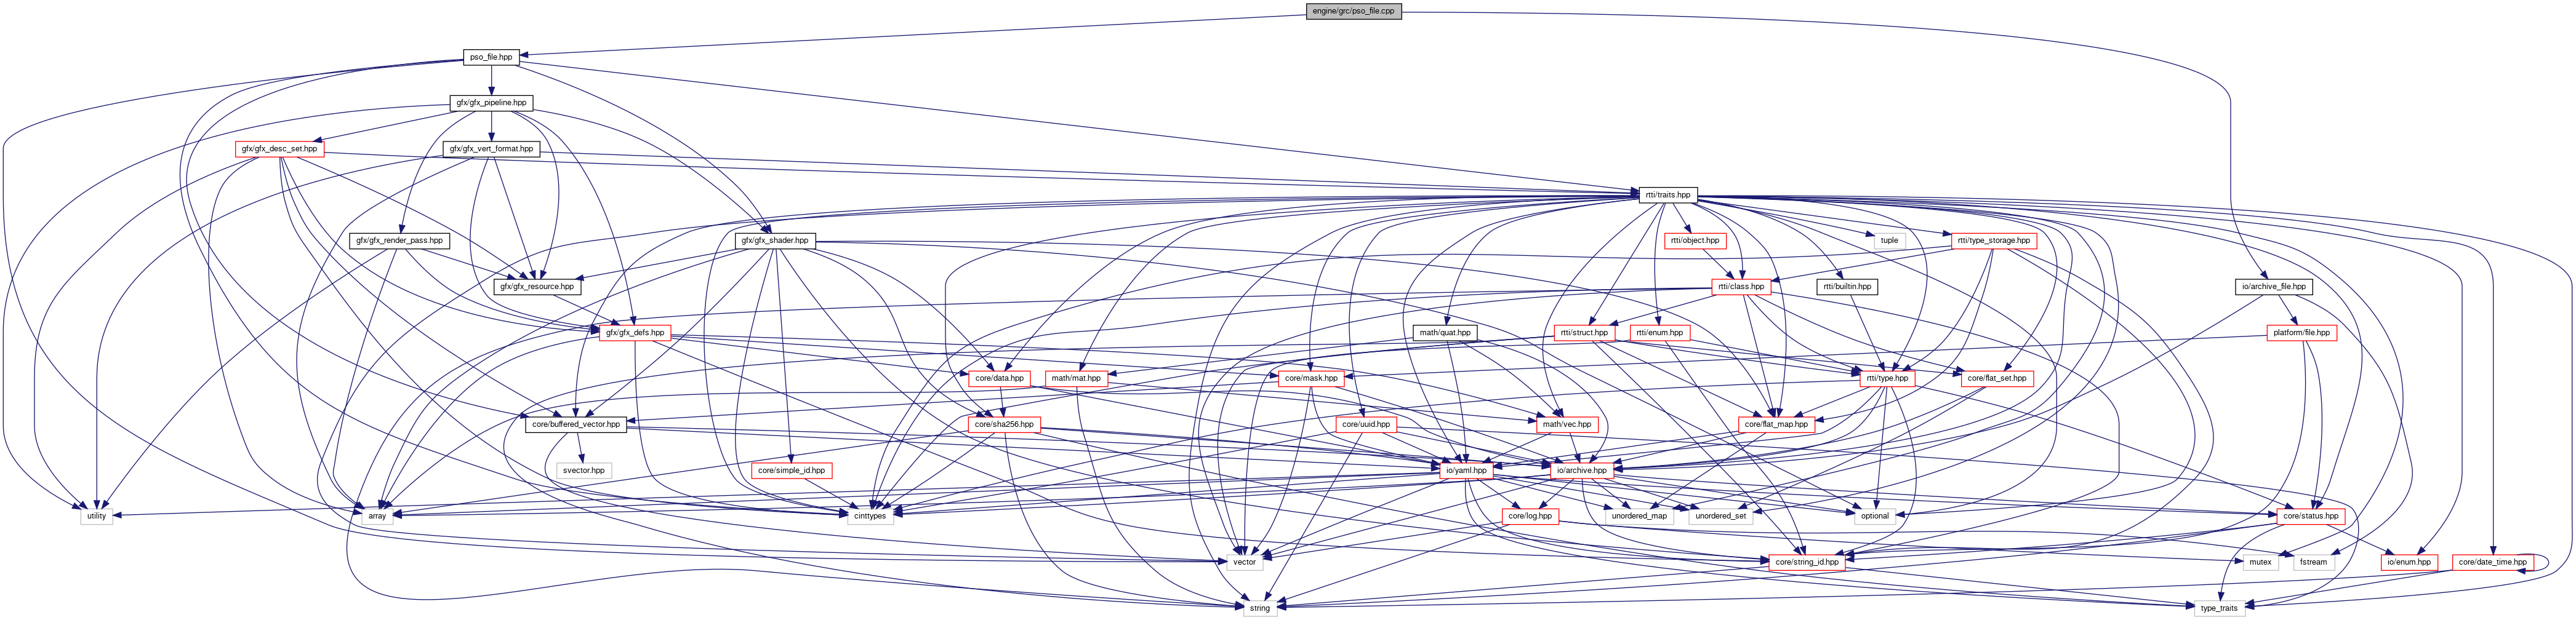 engine/grc/pso_file.cpp
pso_file.hpp
gfx/gfx_pipeline.hpp
gfx/gfx_desc_set.hpp
gfx/gfx_vert_format.hpp
rtti/traits.hpp
gfx/gfx_render_pass.hpp
gfx/gfx_shader.hpp
rtti/object.hpp
tuple
rtti/type_storage.hpp
gfx/gfx_resource.hpp
rtti/class.hpp
rtti/builtin.hpp
io/archive_file.hpp
gfx/gfx_defs.hpp
math/quat.hpp
rtti/struct.hpp
rtti/enum.hpp
platform/file.hpp
core/data.hpp
math/mat.hpp
core/mask.hpp
rtti/type.hpp
core/flat_set.hpp
core/buffered_vector.hpp
core/sha256.hpp
core/uuid.hpp
math/vec.hpp
core/flat_map.hpp
svector.hpp
core/simple_id.hpp
io/yaml.hpp
io/archive.hpp
utility
array
cinttypes
core/log.hpp
unordered_map
unordered_set
optional
core/status.hpp
vector
core/string_id.hpp
mutex
fstream
io/enum.hpp
core/date_time.hpp
string
type_traits